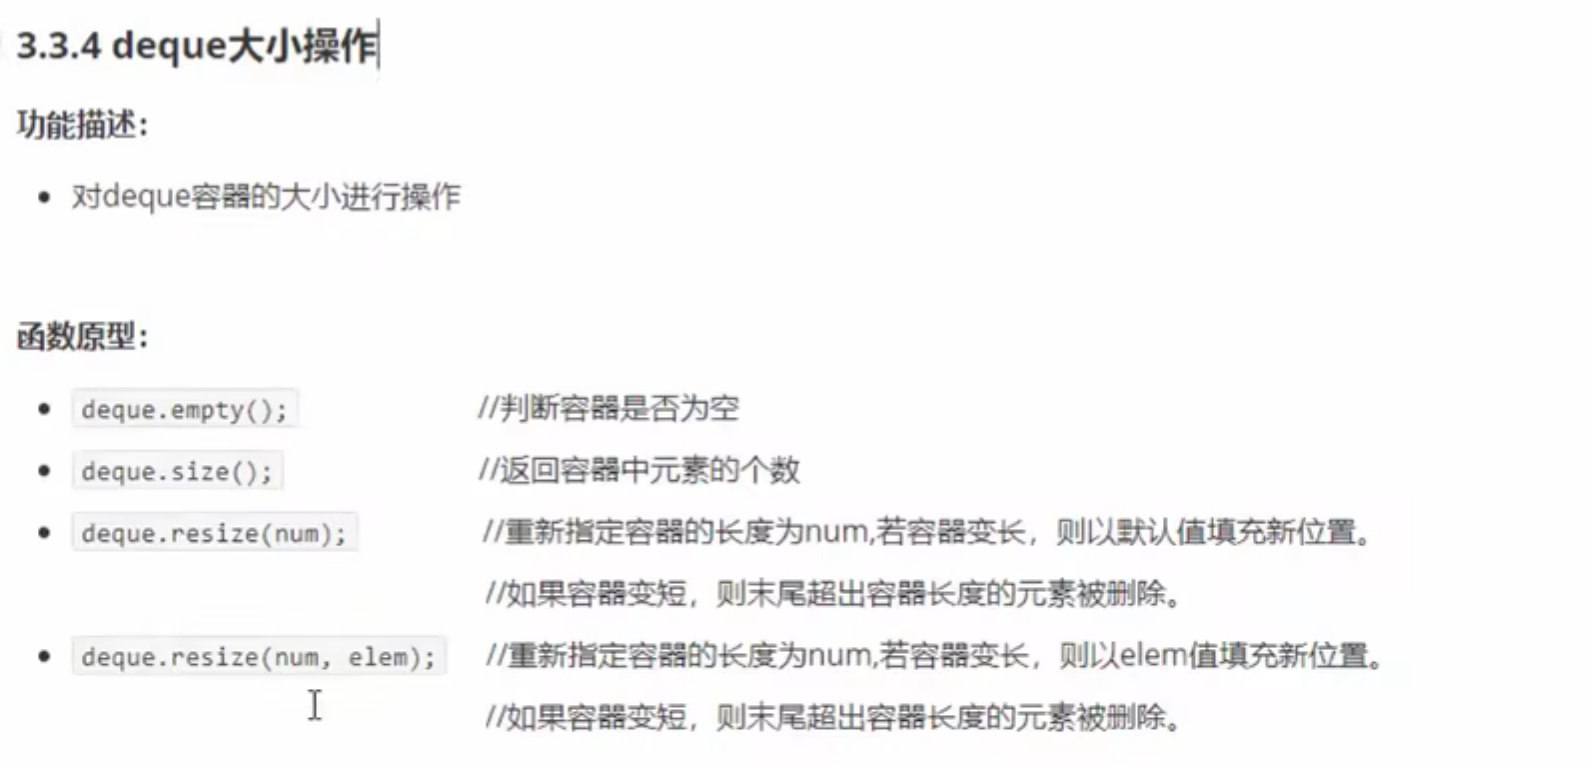 3.3.4 deque大小操作
功能描述：
对deque容器的大小进行操作
函数原型：
deque.empty(); //判断容器是否为空
deque.size(); //返回容器中元素的个数
deque.resize(num); //重新指定容器的长度为num,若容器变长，则以默认值填充新位置。
//如果容器变短，则末尾超出容器长度的元素被删除。
deque.resize(num, elem); //重新指定容器的长度为num,若容器变长，则以elem值填充新位置。
//如果容器变短，则末尾超出容器长度的元素被删除。